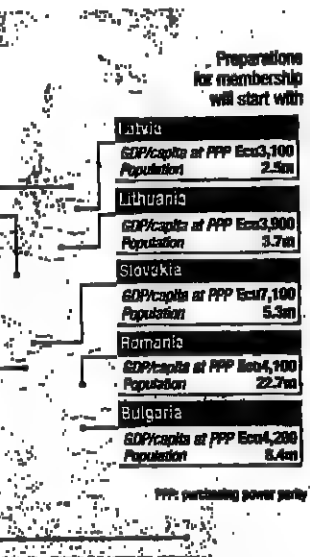 Preparations
for membership
will start with
Latvia
GDP/capita at PPP Ecu3,100
Population 2.5m
Lithuania
GDP/capita at PPP Ecu3,900
Population 3.7m
Slovakia
GDP/capita at PPP Ecu7,100
Population 5.3m
Romania
GDP/capita at PPP Ecu4,100
Population 22.7m
Bulgaria
GDP/capita at PPP Ecu4,200
Population 8.4m
PPP: purchasing power parity